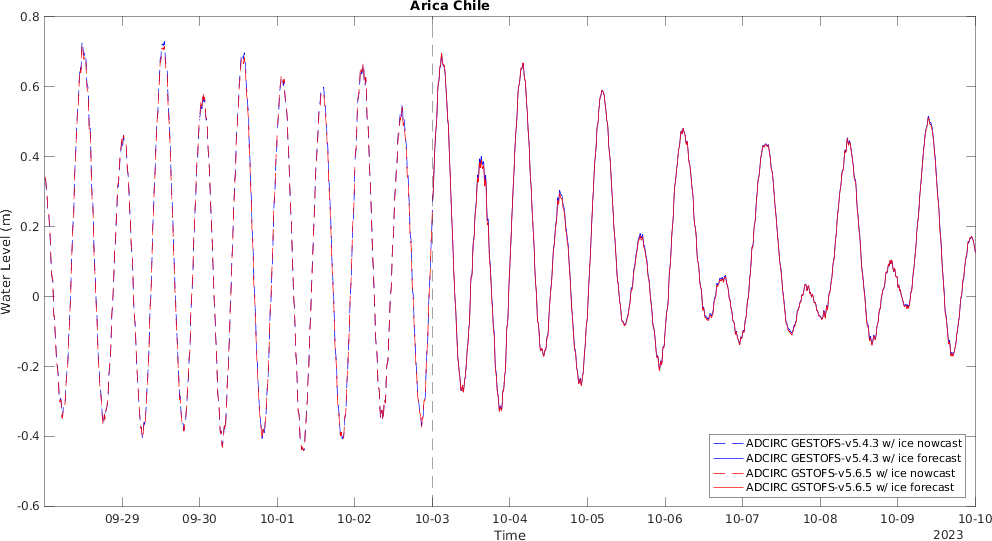 Arica Chile
0.8
0.6
0.4
0.2
0
-0.2
-0.4
-0.6
Water Level (m)
ADCIRC GESTOFS-v5.4.3 w/ ice nowcast
ADCIRC GESTOFS-v5.4.3 w/ ice forecast
ADCIRC GSTOFS-v5.6.5 w/ ice nowcast
ADCIRC GSTOFS-v5.6.5 w/ ice forecast
09-29 09-30 10-01 10-02 10-03 10-04 10-05 10-06 10-07 10-08 10-09 10-10
Time
2023